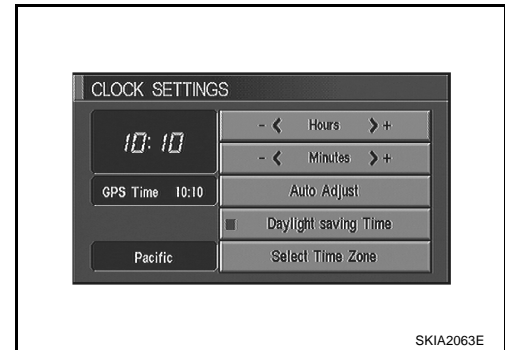 CLOCK SETTINGS
10:10
- < Hours > +
- < Minutes > +
GPS Time 10:10
Auto Adjust
Daylight saving Time
Pacific
Select Time Zone
SKIA2063E